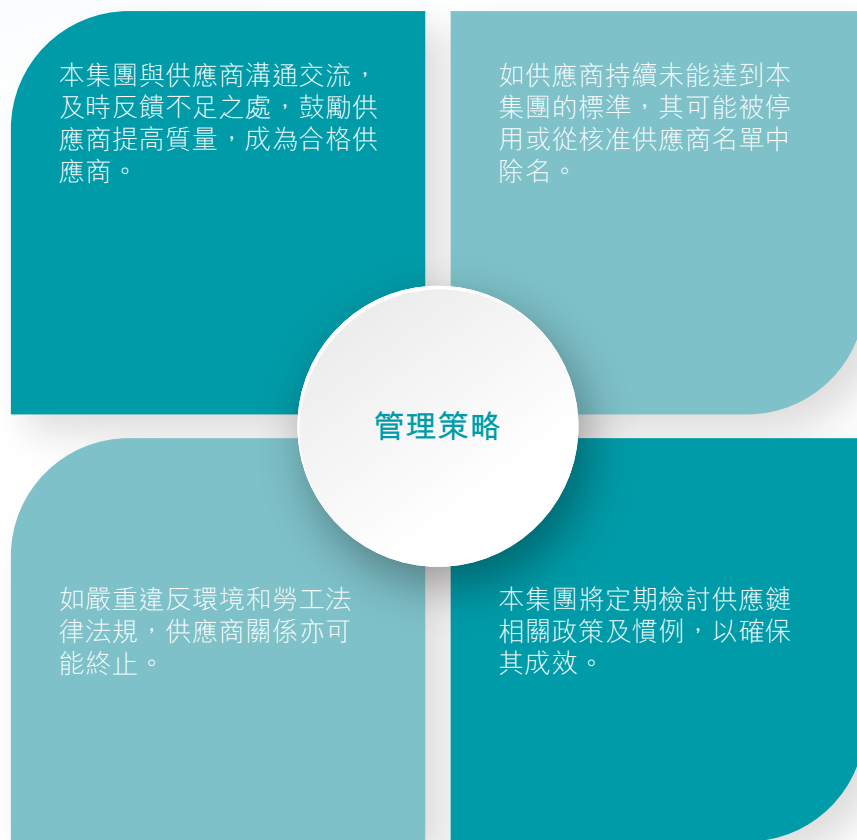 本集團與供應商溝通交流，
及時反饋不足之處，鼓勵供
應商提高質量，成為合格供
應商。
如供應商持續未能達到本
集團的標準，其可能被停
用或從核准供應商名單中
除名。
管理策略
如嚴重違反環境和勞工法
律法規，供應商關係亦可
能終止。
本集團將定期檢討供應鏈
相關政策及慣例，以確保
其成效。